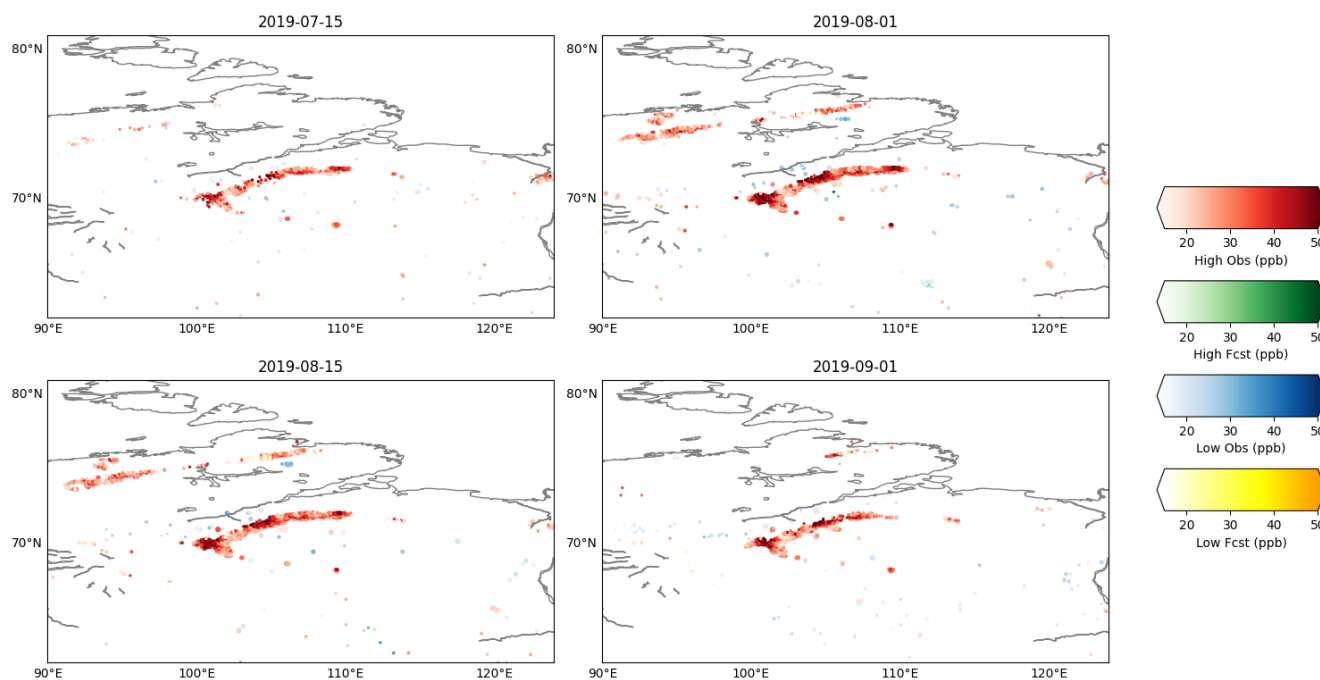 2019-07-15
2019-08-01
80°N
70°N
90°E 100°E 110°E 120°E
80°N
70°N
90°E 100°E 110°E 120°E
2019-08-15
2019-09-01
80°N
70°N
90°E 100°E 110°E 120°E
80°N
70°N
90°E 100°E 110°E 120°E
20 30 40 50
High Obs (ppb)
20 30 40 50
High Fcst (ppb)
20 30 40 50
Low Obs (ppb)
20 30 40 50
Low Fcst (ppb)